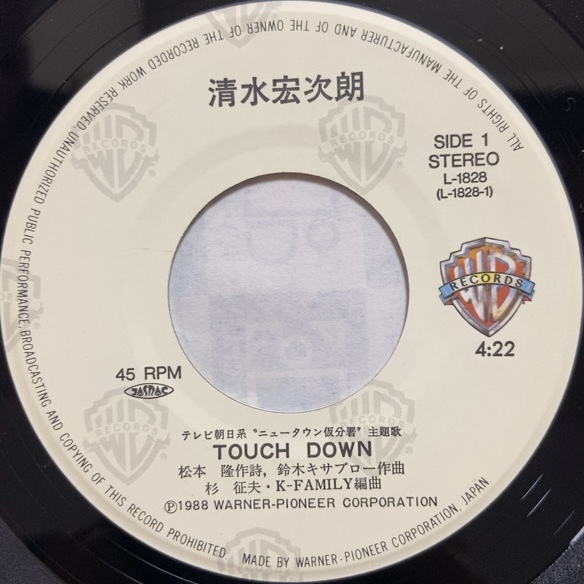 清水宏次朗
SIDE 1
STEREO
L-1828
(L-1828-1)
WB
RECORDS
4:22
45 RPM
JASRAC
テレビ朝日系〝ニュータウン仮分署〟主題歌
TOUCH DOWN
松本 隆作詩，鈴木キサブロー作曲
杉 征夫・K-FAMILY編曲
Ⓟ1988 WARNER-PIONEER CORPORATION
ALL RIGHTS OF THE MANUFACTURER AND OF THE OWNER OF THE RECORDED WORK RESERVED. UNAUTHORIZED PUBLIC PERFORMANCE, BROADCASTING AND COPYING OF THIS RECORD PROHIBITED. MADE BY WARNER-PIONEER CORPORATION, JAPAN